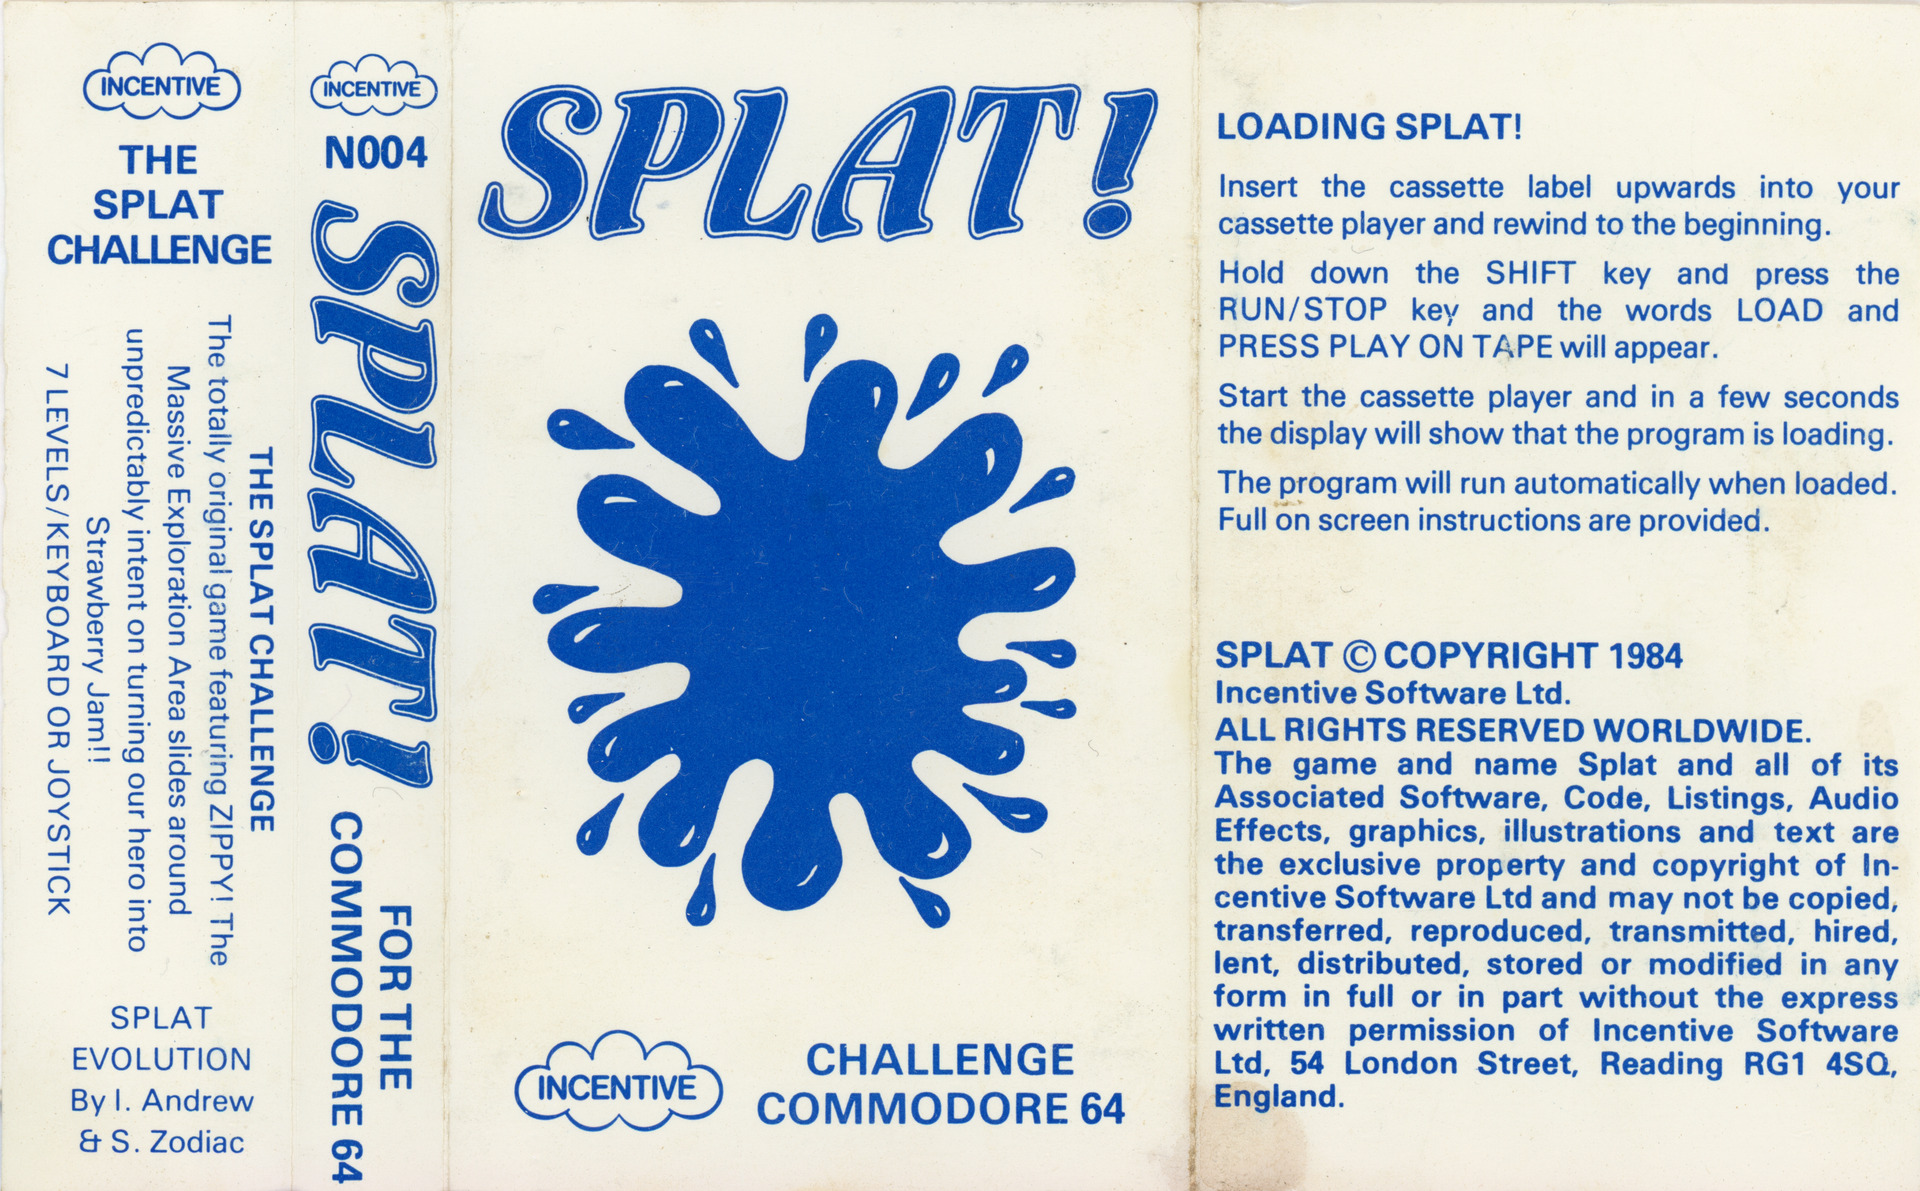 INCENTIVE
THE
SPLAT
CHALLENGE
THE SPLAT CHALLENGE
The totally original game featuring ZIPPY! The
Massive Exploration Area slides around
unpredictably intent on turning our hero into
Strawberry Jam!!
7 LEVELS/KEYBOARD OR JOYSTICK
SPLAT
EVOLUTION
By I. Andrew
& S. Zodiac
INCENTIVE
N004
SPLAT!
FOR THE
COMMODORE 64
SPLAT!
INCENTIVE
CHALLENGE
COMMODORE 64
LOADING SPLAT!
Insert the cassette label upwards into your
cassette player and rewind to the beginning.
Hold down the SHIFT key and press the
RUN/STOP key and the words LOAD and
PRESS PLAY ON TAPE will appear.
Start the cassette player and in a few seconds
the display will show that the program is loading.
The program will run automatically when loaded.
Full on screen instructions are provided.
SPLAT © COPYRIGHT 1984
Incentive Software Ltd.
ALL RIGHTS RESERVED WORLDWIDE.
The game and name Splat and all of its
Associated Software, Code, Listings, Audio
Effects, graphics, illustrations and text are
the exclusive property and copyright of In-
centive Software Ltd and may not be copied,
transferred, reproduced, transmitted, hired,
lent, distributed, stored or modified in any
form in full or in part without the express
written permission of Incentive Software
Ltd, 54 London Street, Reading RG1 4SQ,
England.